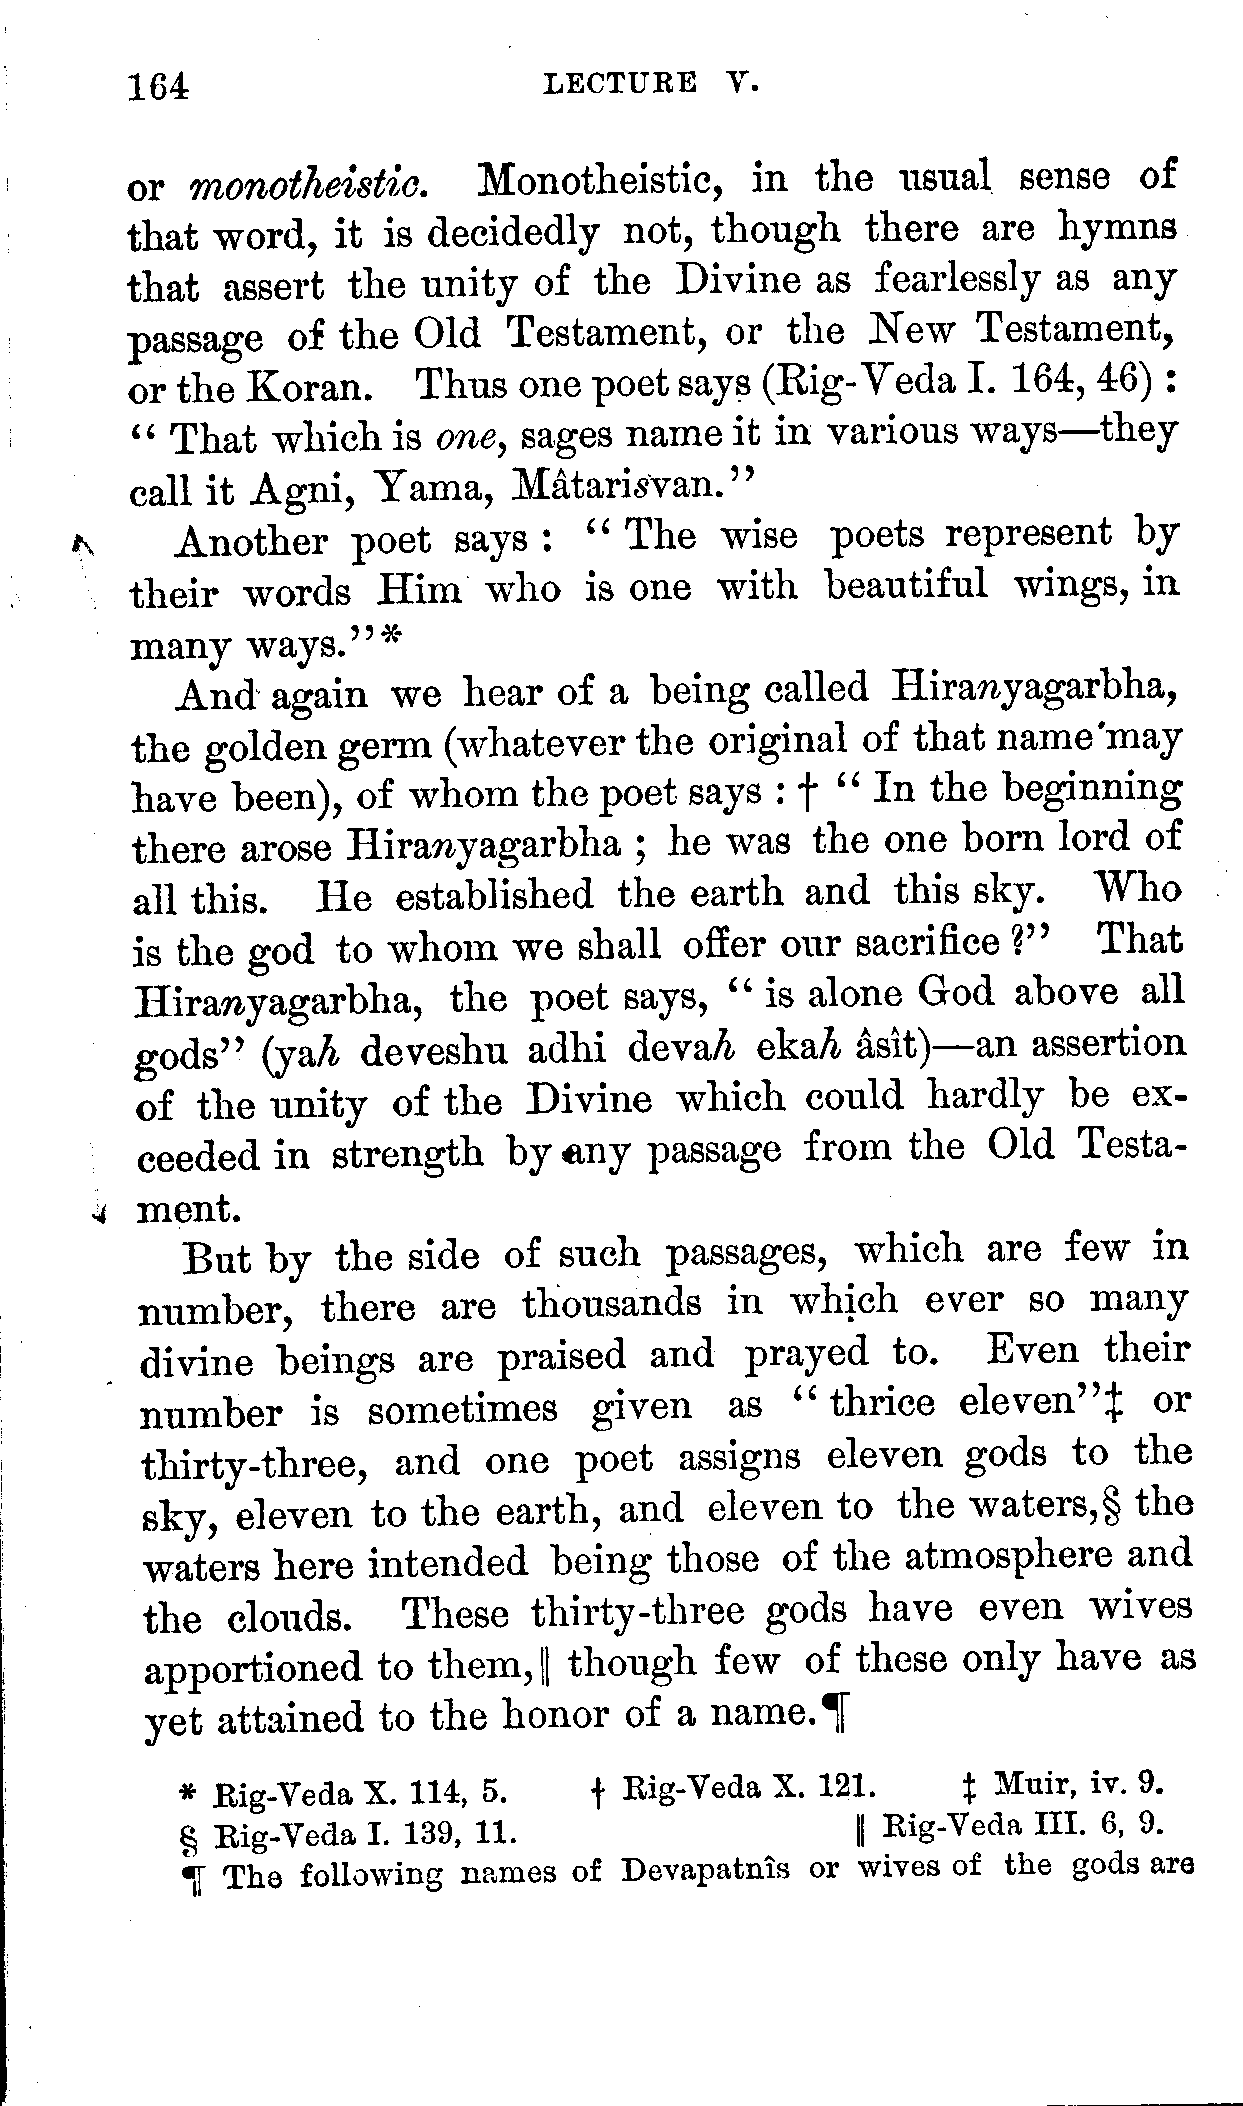 164 LECTURE V.
or monotheistic. Monotheistic, in the usual sense of
that word, it is decidedly not, though there are hymns
that assert the unity of the Divine as fearlessly as any
passage of the Old Testament, or the New Testament,
or the Koran. Thus one poet says (Rig-Veda I. 164, 46) :
“ That which is one, sages name it in various ways—they
call it Agni, Yama, Mâtarisvan.”
Another poet says : “ The wise poets represent by
their words Him who is one with beautiful wings, in
many ways.”*
And again we hear of a being called Hiranyagarbha,
the golden germ (whatever the original of that name may
have been), of whom the poet says : † “ In the beginning
there arose Hiranyagarbha ; he was the one born lord of
all this. He established the earth and this sky. Who
is the god to whom we shall offer our sacrifice ?” That
Hiranyagarbha, the poet says, “ is alone God above all
gods” (yah deveshu adhi devah ekah âsît)—an assertion
of the unity of the Divine which could hardly be ex-
ceeded in strength by any passage from the Old Testa-
ment.
But by the side of such passages, which are few in
number, there are thousands in which ever so many
divine beings are praised and prayed to. Even their
number is sometimes given as “ thrice eleven”‡ or
thirty-three, and one poet assigns eleven gods to the
sky, eleven to the earth, and eleven to the waters,§ the
waters here intended being those of the atmosphere and
the clouds. These thirty-three gods have even wives
apportioned to them,‖ though few of these only have as
yet attained to the honor of a name.¶
* Rig-Veda X. 114, 5. † Rig-Veda X. 121. ‡ Muir, iv. 9.
§ Rig-Veda I. 139, 11. ‖ Rig-Veda III. 6, 9.
¶ The following names of Devapatnîs or wives of the gods are